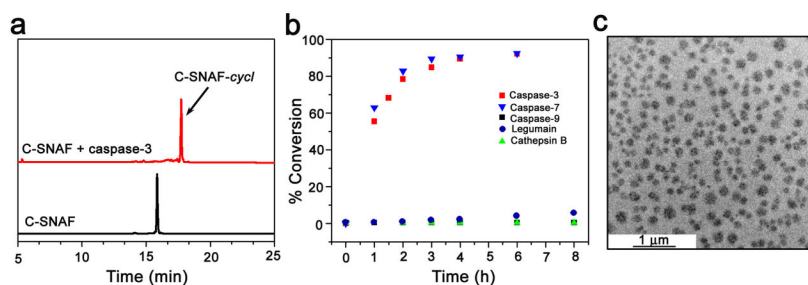 a
C-SNAF-cycl
C-SNAF + caspase-3
C-SNAF
5 10 15 20 25
Time (min)
b
% Conversion
100
80
60
40
20
0
Caspase-3
Caspase-7
Caspase-9
Legumain
Cathepsin B
0 1 2 3 4 5 6 7 8
Time (h)
c
1 μm